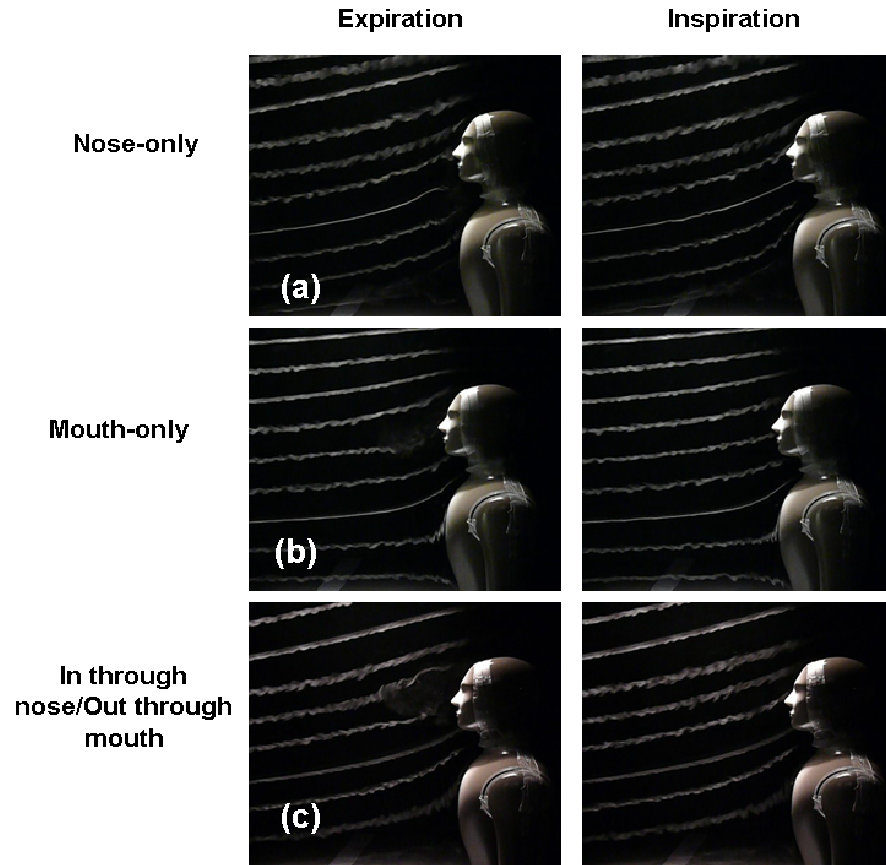 Expiration
Inspiration
Nose-only
(a)
Mouth-only
(b)
In through
nose/Out through
mouth
(c)